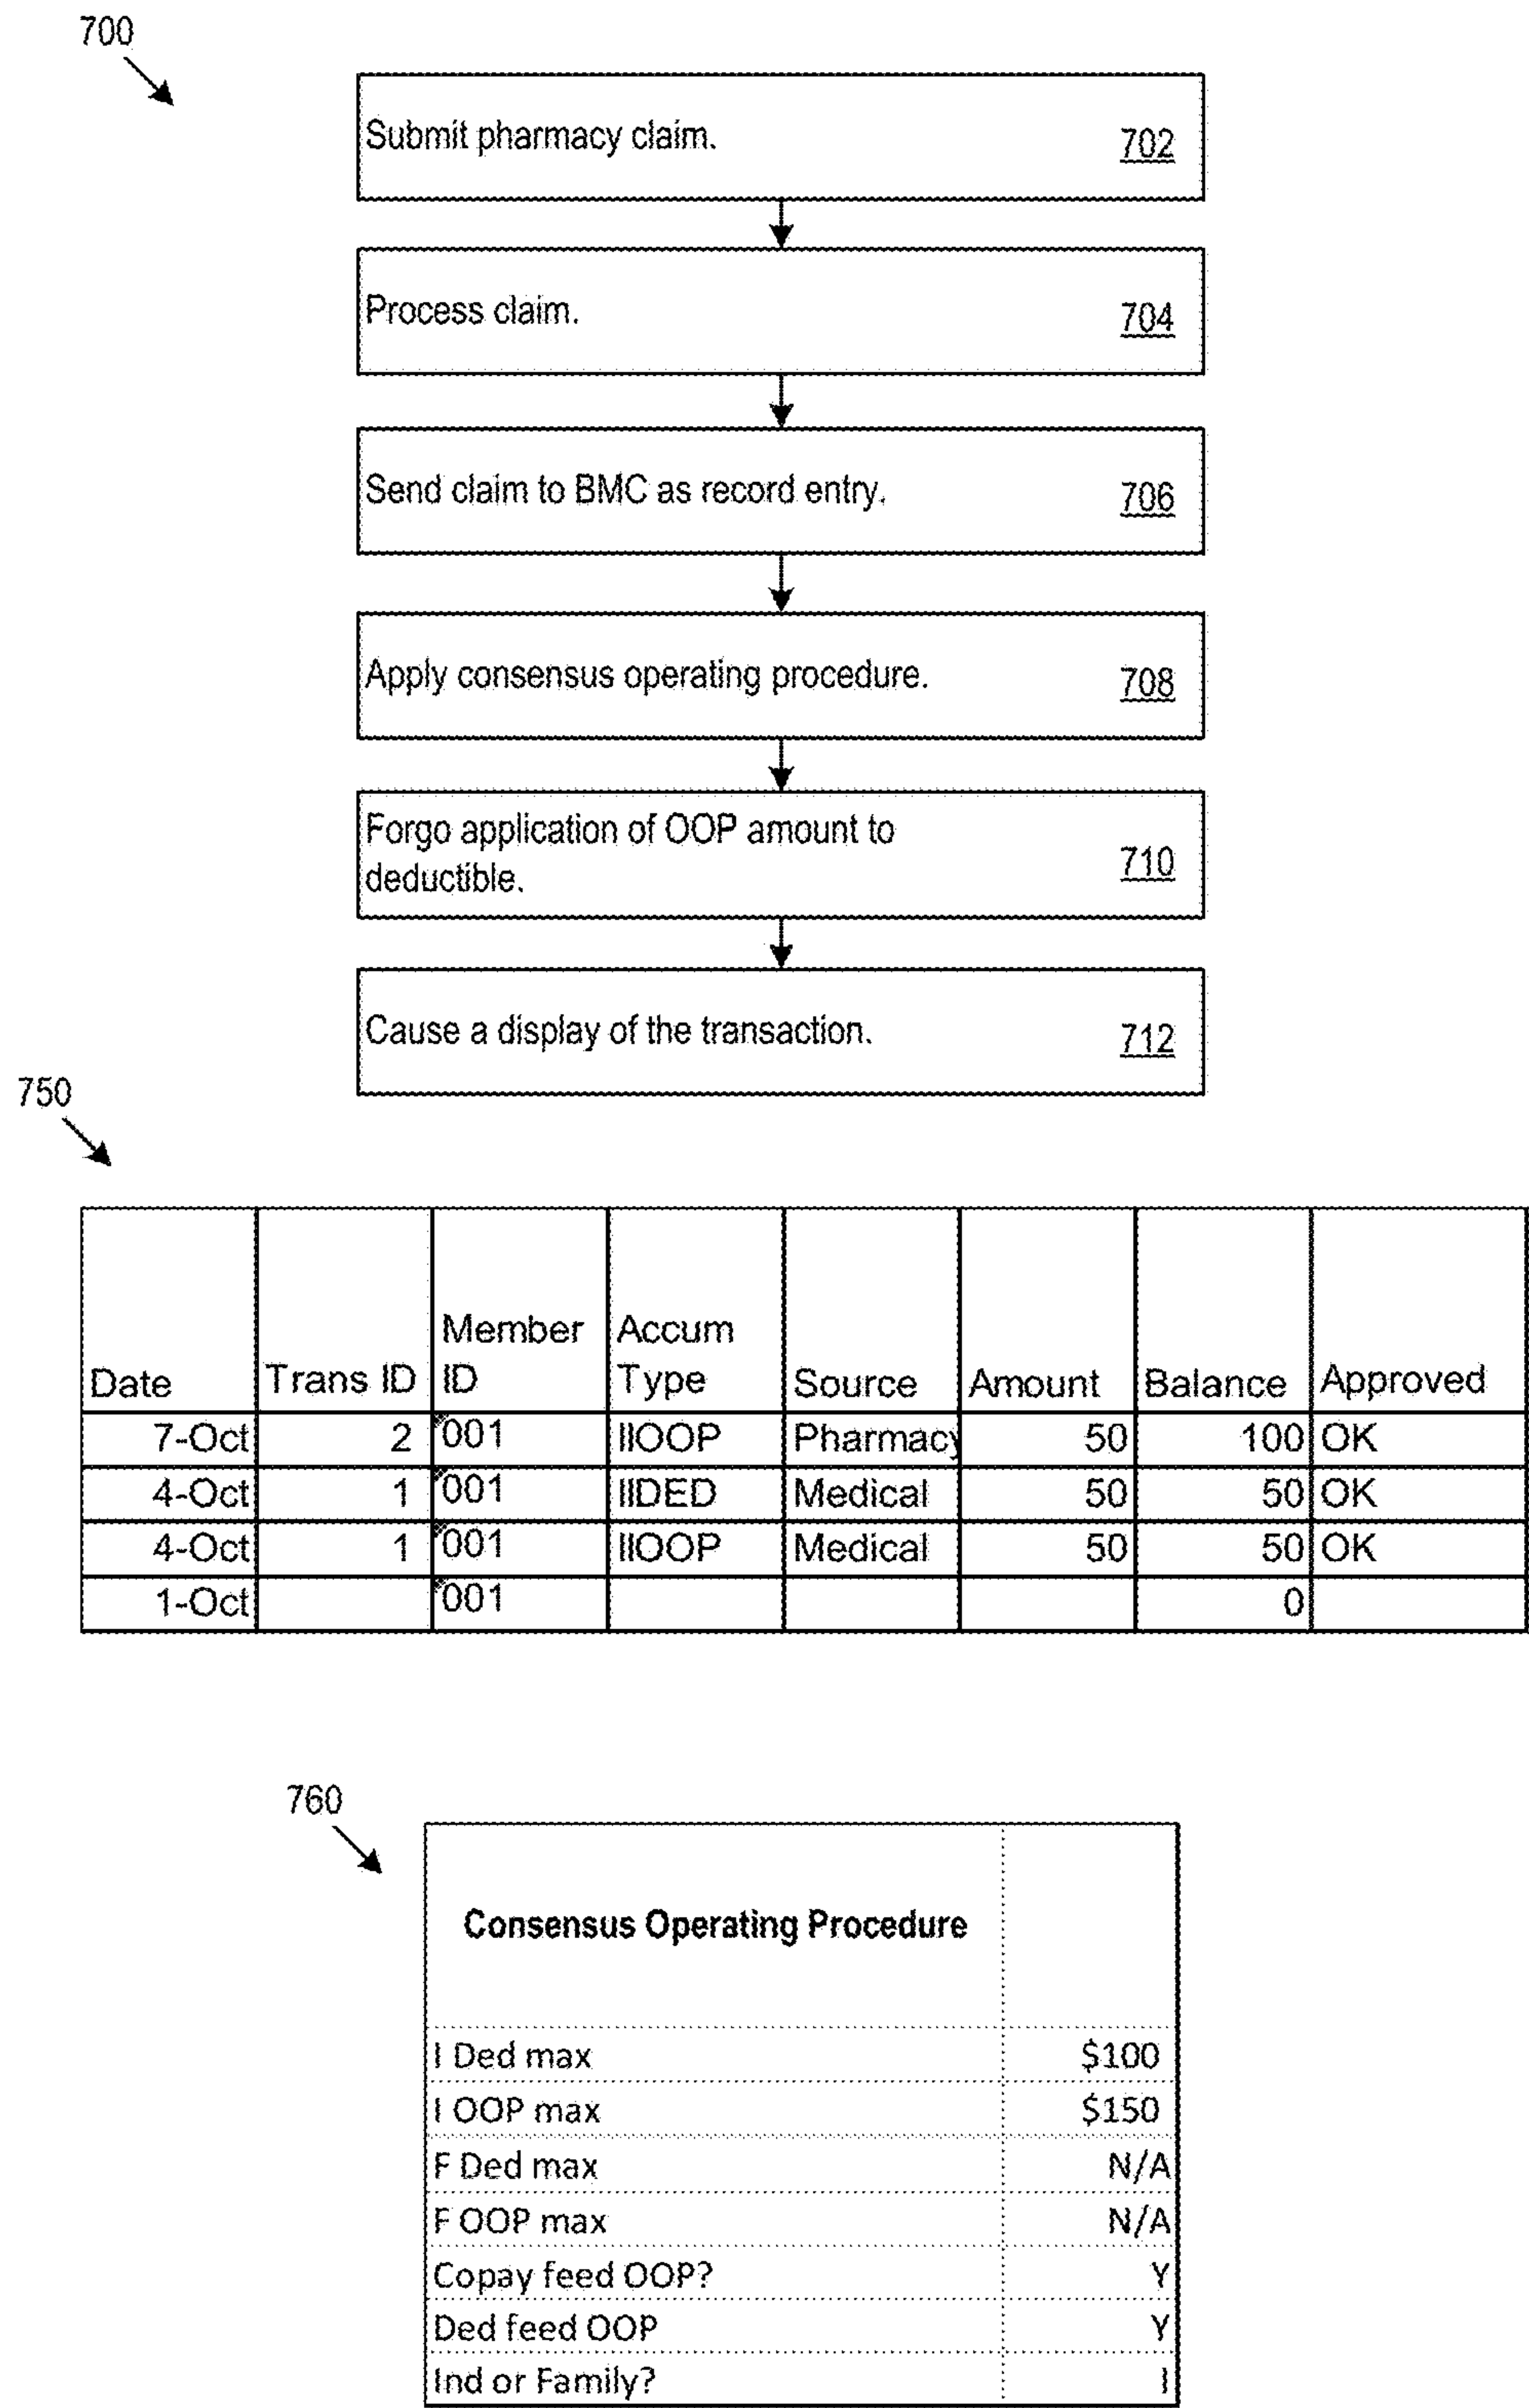 700
Submit pharmacy claim. 702
Process claim. 704
Send claim to BMC as record entry. 706
Apply consensus operating procedure. 708
Forgo application of OOP amount to
deductible. 710
Cause a display of the transaction. 712
750
Date Trans ID Member ID Accum Type Source Amount Balance Approved
7-Oct 2 001 IIOOP Pharmacy 50 100 OK
4-Oct 1 001 IIDED Medical 50 50 OK
4-Oct 1 001 IIOOP Medical 50 50 OK
1-Oct 001 0
760
Consensus Operating Procedure
I Ded max $100
I OOP max $150
F Ded max N/A
F OOP max N/A
Copay feed OOP? Y
Ded feed OOP Y
Ind or Family? I